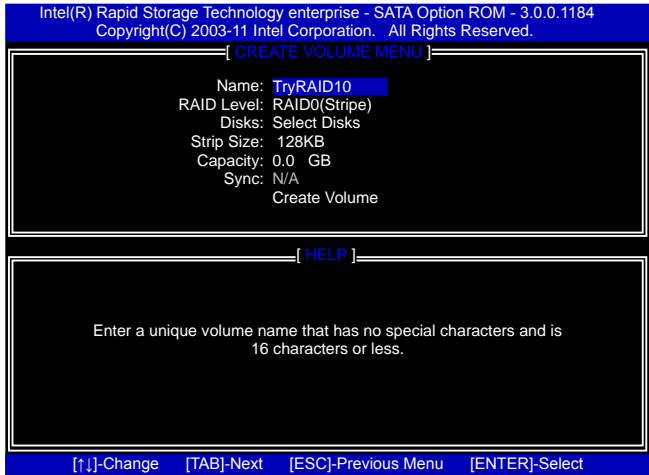 Intel(R) Rapid Storage Technology enterprise - SATA Option ROM - 3.0.0.1184
Copyright(C) 2003-11 Intel Corporation. All Rights Reserved.
[ CREATE VOLUME MENU ]
Name: TryRAID10
RAID Level: RAID0(Stripe)
Disks: Select Disks
Strip Size: 128KB
Capacity: 0.0 GB
Sync: N/A
Create Volume
[ HELP ]
Enter a unique volume name that has no special characters and is
16 characters or less.
[↑↓]-Change [TAB]-Next [ESC]-Previous Menu [ENTER]-Select